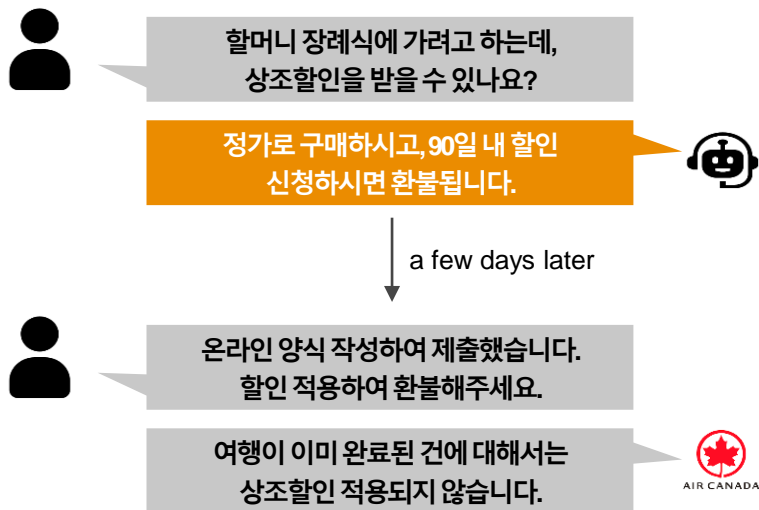 할머니 장례식에 가려고 하는데,
상조할인을 받을 수 있나요?
정가로 구매하시고, 90일 내 할인
신청하시면 환불됩니다.
a few days later
온라인 양식 작성하여 제출했습니다.
할인 적용하여 환불해주세요.
여행이 이미 완료된 건에 대해서는
상조할인 적용되지 않습니다.
AIR CANADA